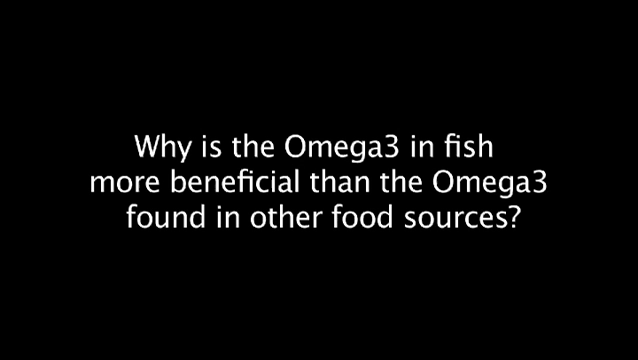 Why is the Omega3 in fish
more beneficial than the Omega3
found in other food sources?